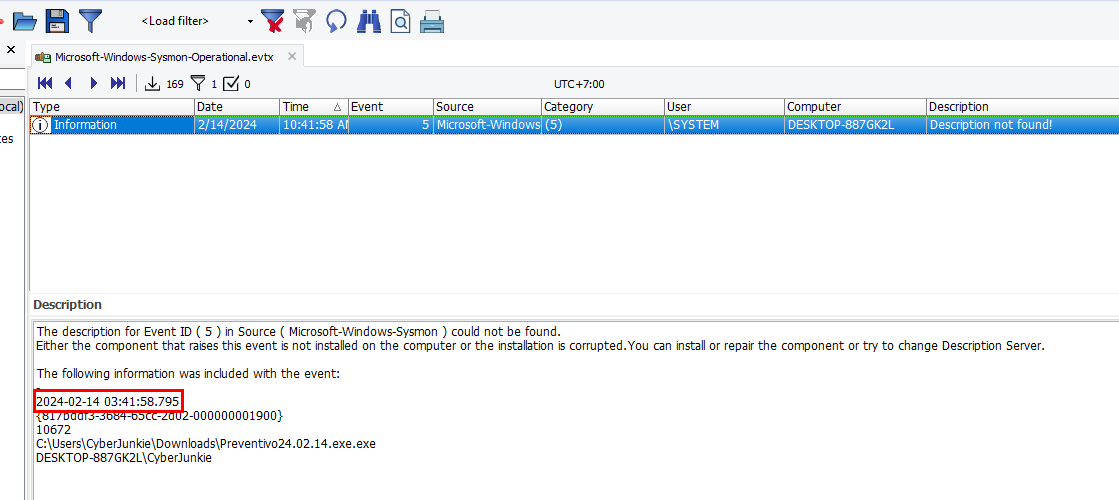 <Load filter>
Microsoft-Windows-Sysmon-Operational.evtx
169 1 0 UTC+7:00
ocal) Type Date Time Event Source Category User Computer Description
Information 2/14/2024 10:41:58 AM 5 Microsoft-Windows (5) \SYSTEM DESKTOP-887GK2L Description not found!
tes
Description
The description for Event ID ( 5 ) in Source ( Microsoft-Windows-Sysmon ) could not be found.
Either the component that raises this event is not installed on the computer or the installation is corrupted.You can install or repair the component or try to change Description Server.
The following information was included with the event:
-
2024-02-14 03:41:58.795
{817bddf3-3684-65cc-2d02-000000001900}
10672
C:\Users\CyberJunkie\Downloads\Preventivo24.02.14.exe.exe
DESKTOP-887GK2L\CyberJunkie